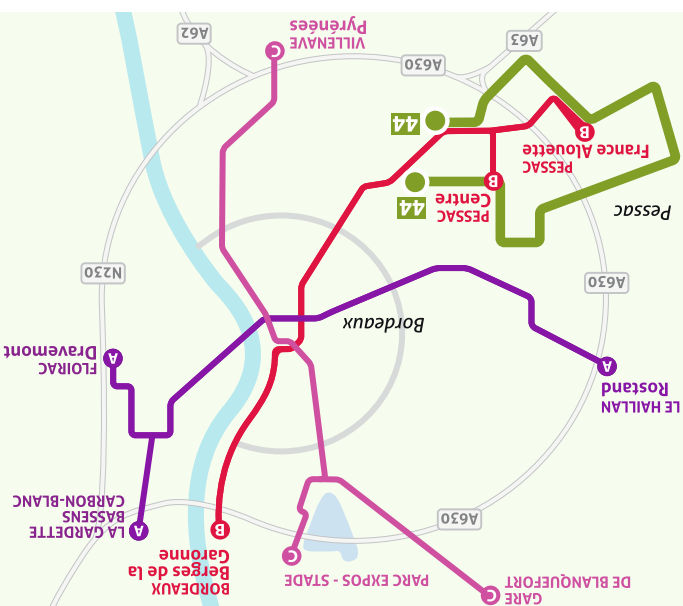 GARE
DE BLANQUEFORT
C
PARC EXPOS - STADE
C
BORDEAUX
Berges de la
Garonne
B
LA GARDETTE
BASSENS
CARBON-BLANC
A
A630
LE HAILLAN
Rostand
A
FLOIRAC
Dravemont
A
Bordeaux
A630
N230
Pessac
PESSAC
Centre
B
44
PESSAC
France Alouette
B
44
A630
A63
A62
VILLENAVE
Pyrénées
C